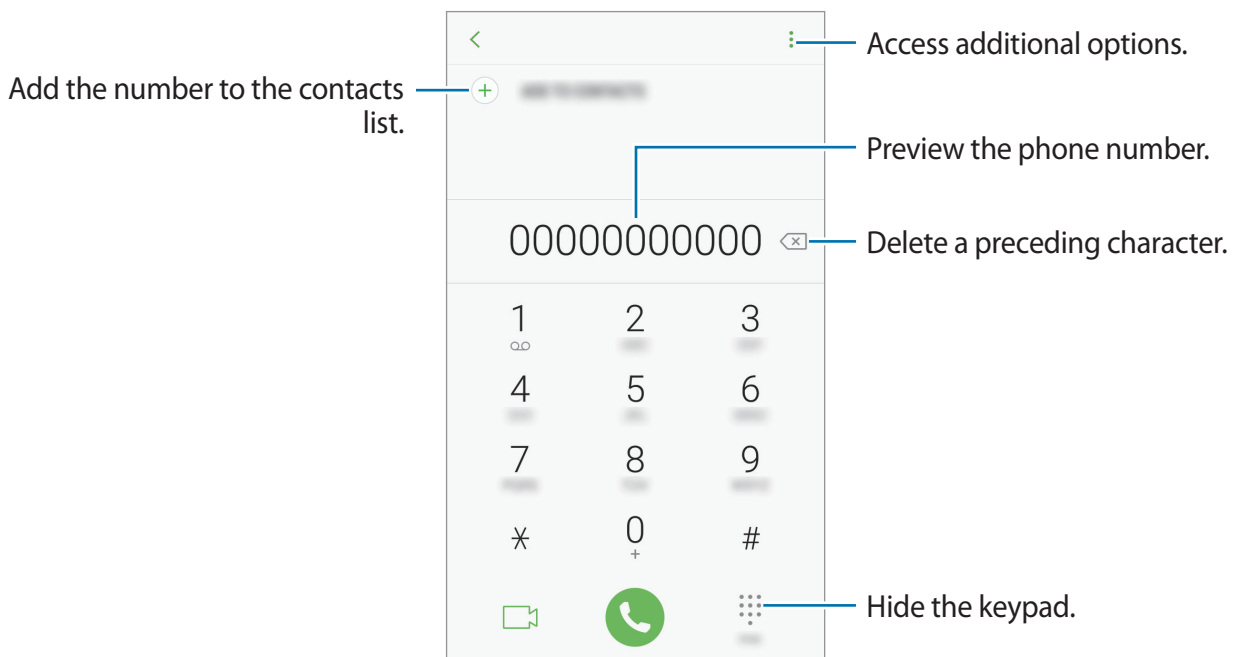 Access additional options.
Add the number to the contacts
list.
Preview the phone number.
00000000000
Delete a preceding character.
1 2 3
4 5 6
7 8 9
* 0 #
+
Hide the keypad.